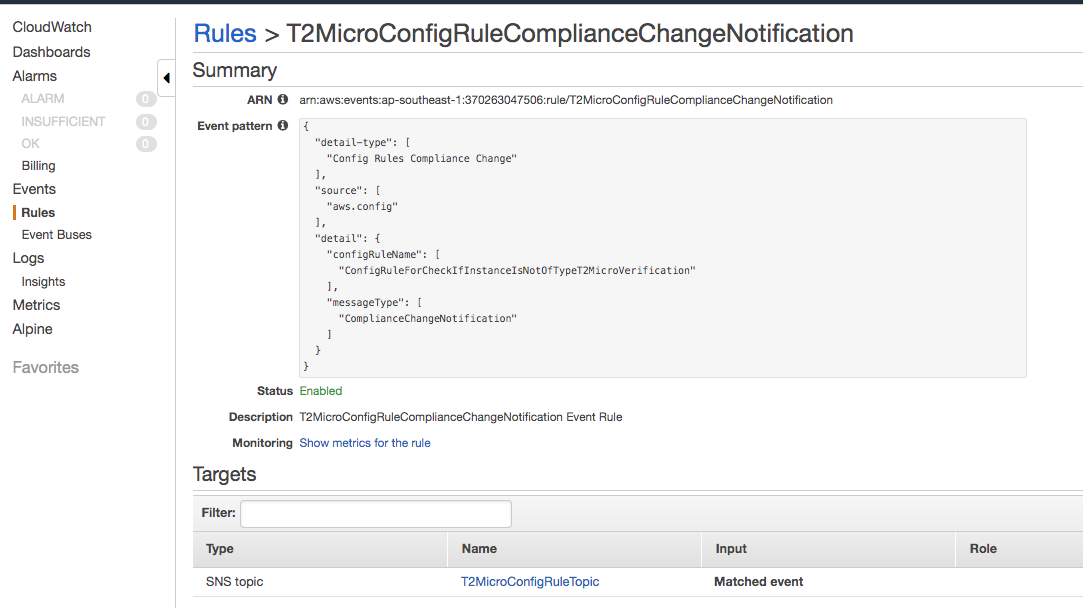 CloudWatch
Dashboards
Alarms
ALARM 0
INSUFFICIENT 0
OK 0
Billing
Events
Rules
Event Buses
Logs
Insights
Metrics
Alpine
Favorites
Rules > T2MicroConfigRuleComplianceChangeNotification
Summary
ARN arn:aws:events:ap-southeast-1:370263047506:rule/T2MicroConfigRuleComplianceChangeNotification
Event pattern {
"detail-type": [
"Config Rules Compliance Change"
],
"source": [
"aws.config"
],
"detail": {
"configRuleName": [
"ConfigRuleForCheckIfInstanceIsNotOfTypeT2MicroVerification"
],
"messageType": [
"ComplianceChangeNotification"
]
}
}
Status Enabled
Description T2MicroConfigRuleComplianceChangeNotification Event Rule
Monitoring Show metrics for the rule
Targets
Filter:
Type Name Input Role
SNS topic T2MicroConfigRuleTopic Matched event